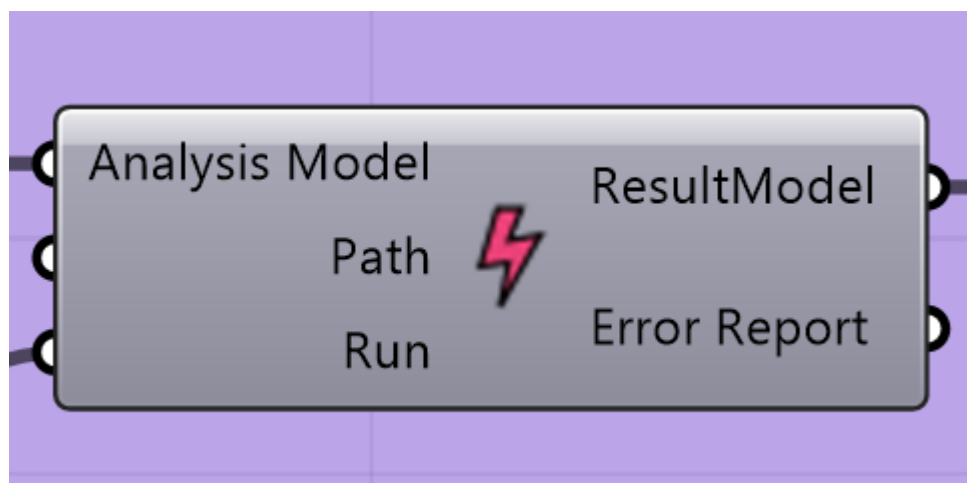 Analysis Model
Path
Run
ResultModel
Error Report